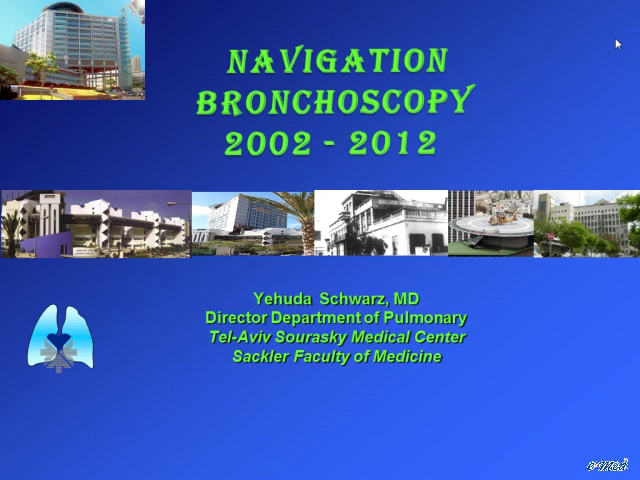 NAVIGATION
BRONCHOSCOPY
2002 - 2012
Yehuda Schwarz, MD
Director Department of Pulmonary
Tel-Aviv Sourasky Medical Center
Sackler Faculty of Medicine
e-Med